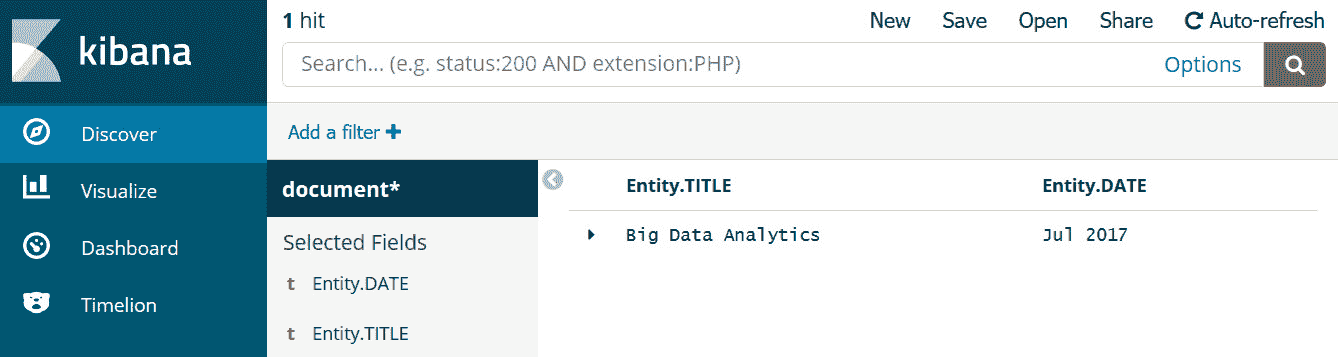 kibana
Discover
Visualize
Dashboard
Timelion
1 hit
New Save Open Share Auto-refresh
Search... (e.g. status:200 AND extension:PHP) Options
Add a filter
document*
Selected Fields
t Entity.DATE
t Entity.TITLE
Entity.TITLE Entity.DATE
Big Data Analytics Jul 2017